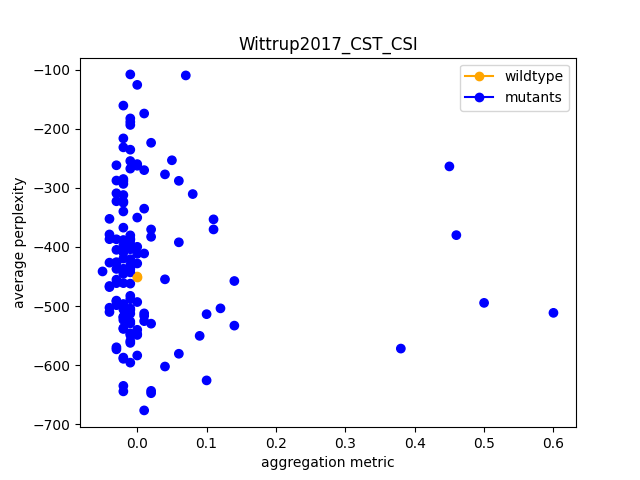 Wittrup2017_CST_CSI
wildtype
mutants
−100
−200
−300
−400
−500
−600
−700
average perplexity
0.0 0.1 0.2 0.3 0.4 0.5 0.6
aggregation metric